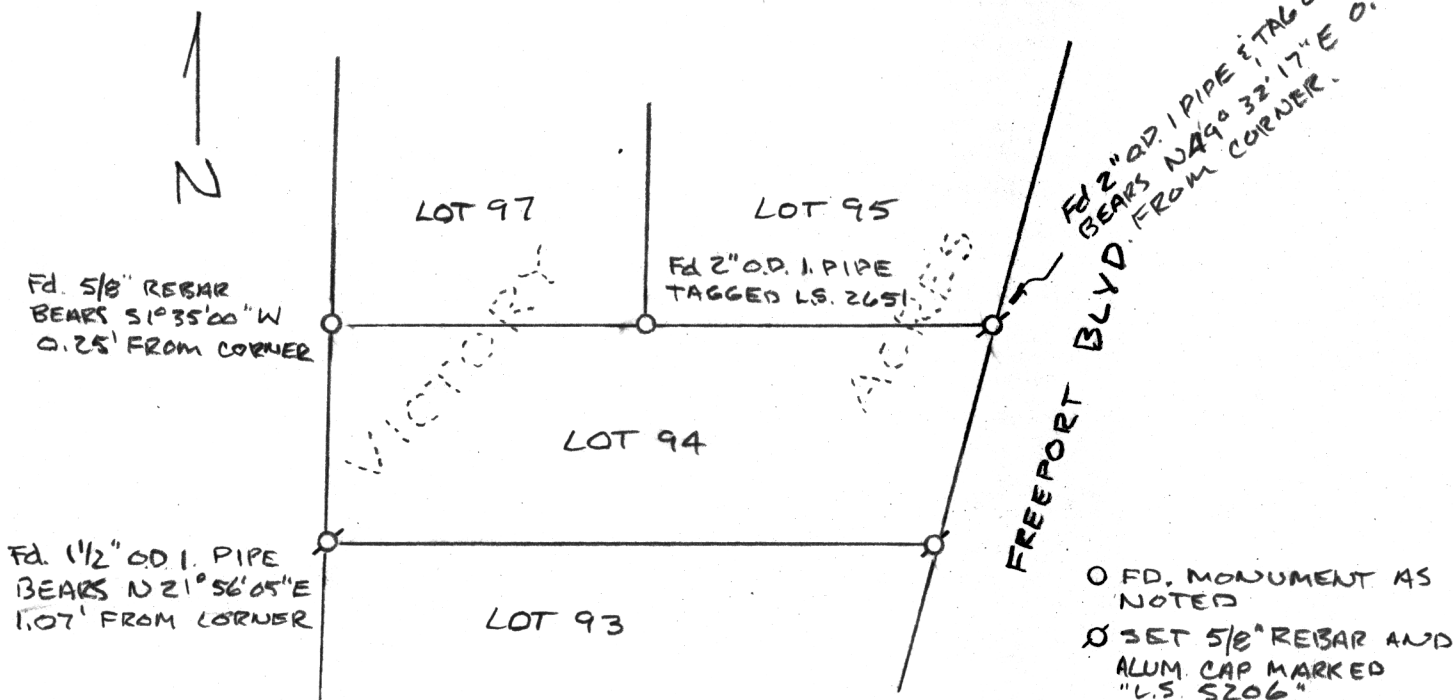 N
Fd 2" O.D. I PIPE & TAG
BEARS N49° 32' 17" E 0.
FROM CORNER.
LOT 97
LOT 95
Fd 2" O.D. I. PIPE
TAGGED L.S. 2651
Fd. 5/8" REBAR
BEARS S1° 35' 00" W
0.25' FROM CORNER
VICTORY ACRES
FREEPORT BLVD.
LOT 94
Fd. 1 1/2" OD I. PIPE
BEARS N 21° 56' 05" E
1.07' FROM CORNER
LOT 93
O FD. MONUMENT AS
NOTED
SET 5/8" REBAR AND
ALUM. CAP MARKED
"L.S. 5206"